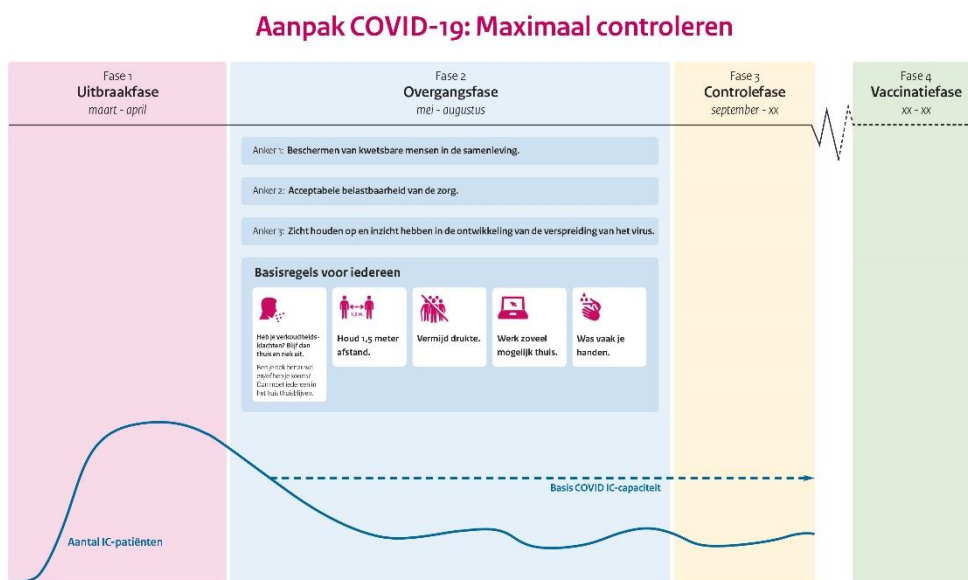 Aanpak COVID-19: Maximaal controleren
Fase 1
Uitbraakfase
maart - april
Fase 2
Overgangsfase
mei - augustus
Fase 3
Controlefase
september - xx
Fase 4
Vaccinatiefase
xx - xx
Anker 1: Beschermen van kwetsbare mensen in de samenleving.
Anker 2: Acceptabele belastbaarheid van de zorg.
Anker 3: Zicht houden op en inzicht hebben in de ontwikkeling van de verspreiding van het virus.
Basisregels voor iedereen
Heb je verkoudheids-
klachten? Blijf dan
thuis en ziek uit.
Ben je ook benauwd
en/of heb je koorts?
Dan moet iedereen in
het huis thuisblijven.
1,5 m.
Houd 1,5 meter
afstand.
Vermijd drukte.
Werk zoveel
mogelijk thuis.
Was vaak je
handen.
Basis COVID IC-capaciteit
Aantal IC-patiënten